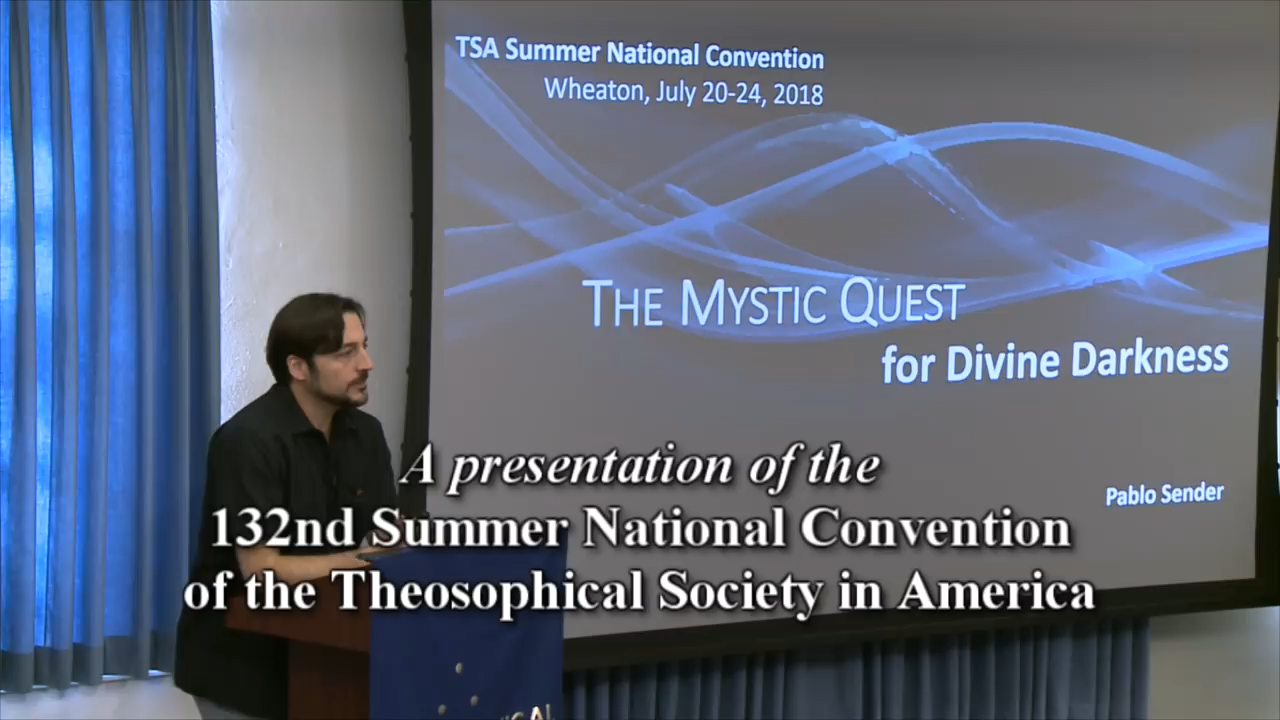 TSA Summer National Convention
Wheaton, July 20-24, 2018
THE MYSTIC QUEST
for Divine Darkness
Pablo Sender
A presentation of the
132nd Summer National Convention
of the Theosophical Society in America